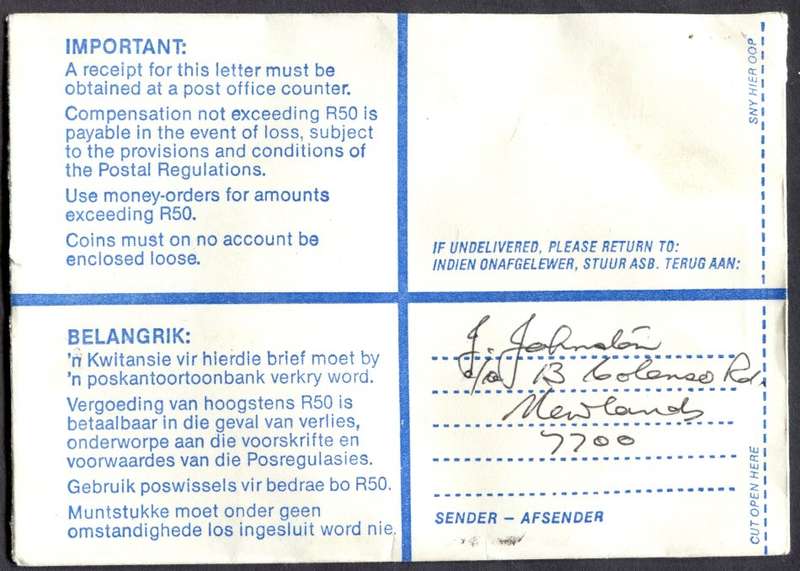 IMPORTANT:
A receipt for this letter must be
obtained at a post office counter.
Compensation not exceeding R50 is
payable in the event of loss, subject
to the provisions and conditions of
the Postal Regulations.
Use money-orders for amounts
exceeding R50.
Coins must on no account be
enclosed loose.
IF UNDELIVERED, PLEASE RETURN TO:
INDIEN ONAFGELEWER, STUUR ASB. TERUG AAN:
SNY HIER OOP
BELANGRIK:
'n Kwitansie vir hierdie brief moet by
'n poskantoortoonbank verkry word.
Vergoeding van hoogstens R50 is
betaalbaar in die geval van verlies,
onderworpe aan die voorskrifte en
voorwaardes van die Posregulasies.
Gebruik poswissels vir bedrae bo R50.
Muntstukke moet onder geen
omstandighede los ingesluit word nie.
J. Johnston
c/o 13 Colenso Rd.
Newlands
7700
SENDER – AFSENDER
CUT OPEN HERE